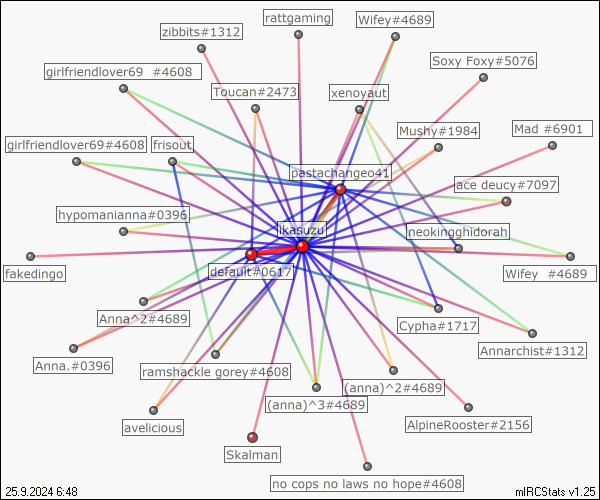 rattgaming
Wifey#4689
zibbits#1312
Soxy Foxy#5076
girlfriendlover69 #4608
Toucan#2473
xenoyaut
Mushy#1984
Mad #6901
girlfriendlover69#4608
frisout
pastachangeo41
ace deucy#7097
hypomanianna#0396
ikasuzu
neokingghidorah
fakedingo
default#0617
Wifey #4689
Anna^2#4689
Cypha#1717
Annarchist#1312
Anna.#0396
ramshackle gorey#4608
(anna)^2#4689
(anna)^3#4689
avelicious
AlpineRooster#2156
Skalman
no cops no laws no hope#4608
25.9.2024 6:48
mIRCStats v1.25